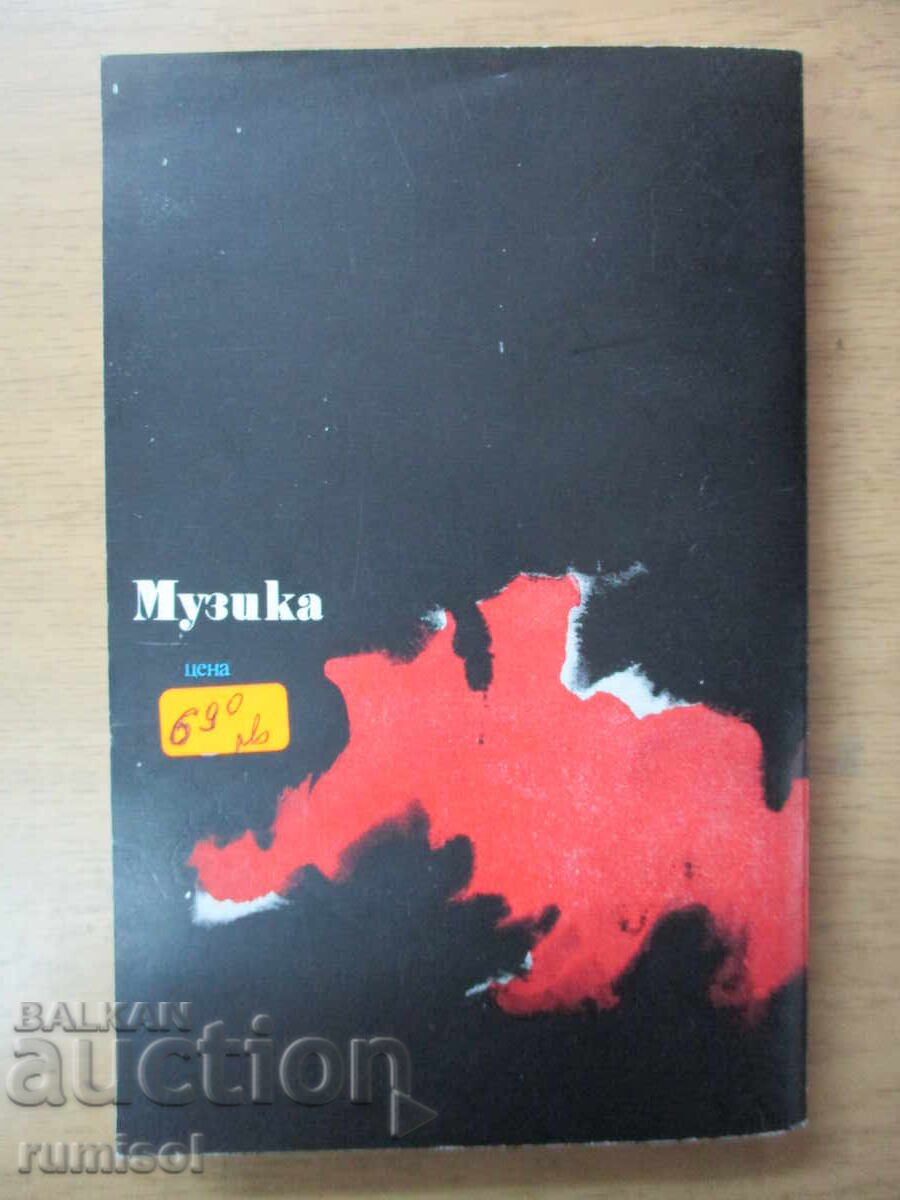 Музика
цена
690 лв
BALKAN
auction
rumisol